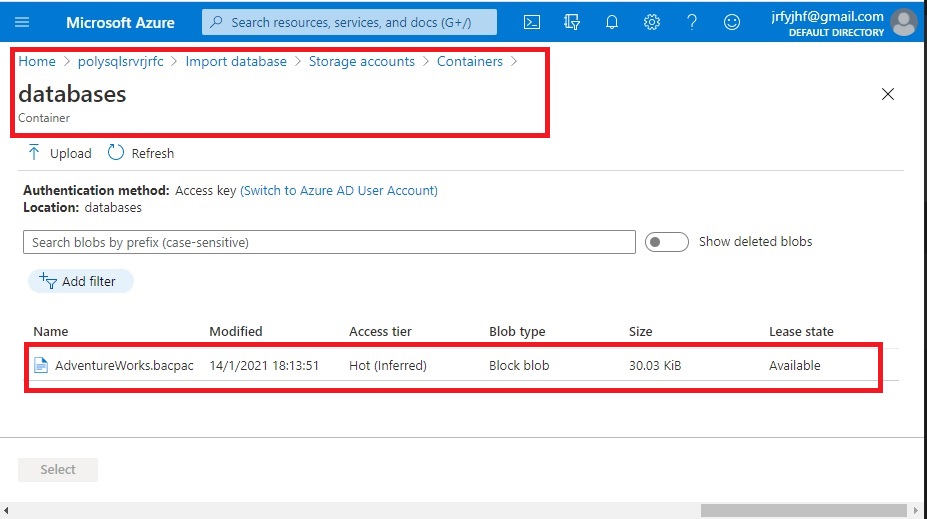 Microsoft Azure
Search resources, services, and docs (G+/)
jrfyjhf@gmail.com
DEFAULT DIRECTORY
Home > polysqlsrvrjrfc > Import database > Storage accounts > Containers >
databases
Container
Upload Refresh
Authentication method: Access key (Switch to Azure AD User Account)
Location: databases
Search blobs by prefix (case-sensitive)
Show deleted blobs
Add filter
Name Modified Access tier Blob type Size Lease state
AdventureWorks.bacpac 14/1/2021 18:13:51 Hot (Inferred) Block blob 30.03 KiB Available
Select